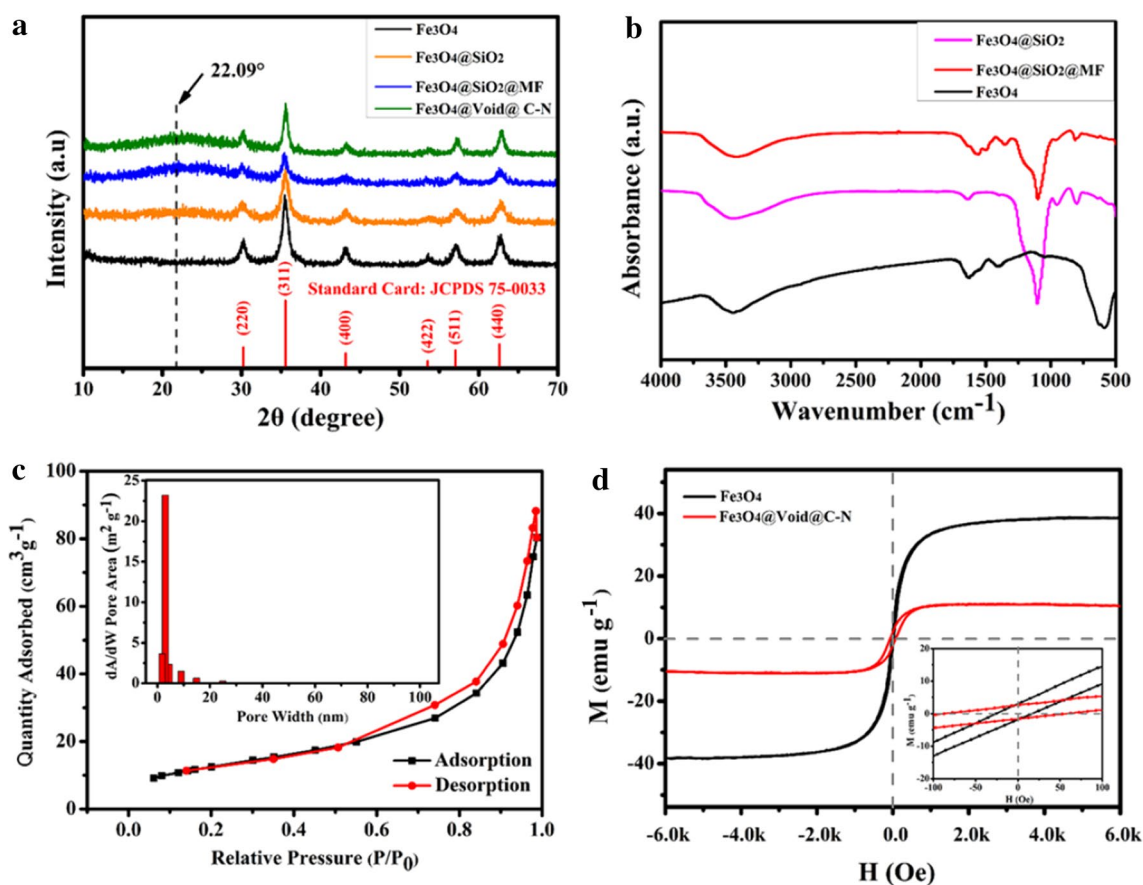 a
Fe3O4
Fe3O4@SiO2
Fe3O4@SiO2@MF
Fe3O4@Void@ C-N
22.09°
Intensity (a.u)
Standard Card: JCPDS 75-0033
(220)
(311)
(400)
(422)
(511)
(440)
10 20 30 40 50 60 70
2θ (degree)
b
Fe3O4@SiO2
Fe3O4@SiO2@MF
Fe3O4
Absorbance (a.u.)
4000 3500 3000 2500 2000 1500 1000 500
Wavenumber (cm-1)
c
100
80
60
40
20
0
Quantity Adsorbed (cm3g-1)
25
20
15
10
5
0
dA/dW Pore Area (m2 g-1)
0 20 40 60 80 100
Pore Width (nm)
Adsorption
Desorption
0.0 0.2 0.4 0.6 0.8 1.0
Relative Pressure (P/P0)
d
Fe3O4
Fe3O4@Void@C-N
40
20
0
-20
-40
M (emu g-1)
20
10
0
-10
-20
M (emu g-1)
-100 -50 0 50 100
H (Oe)
-6.0k -4.0k -2.0k 0.0 2.0k 4.0k 6.0k
H (Oe)